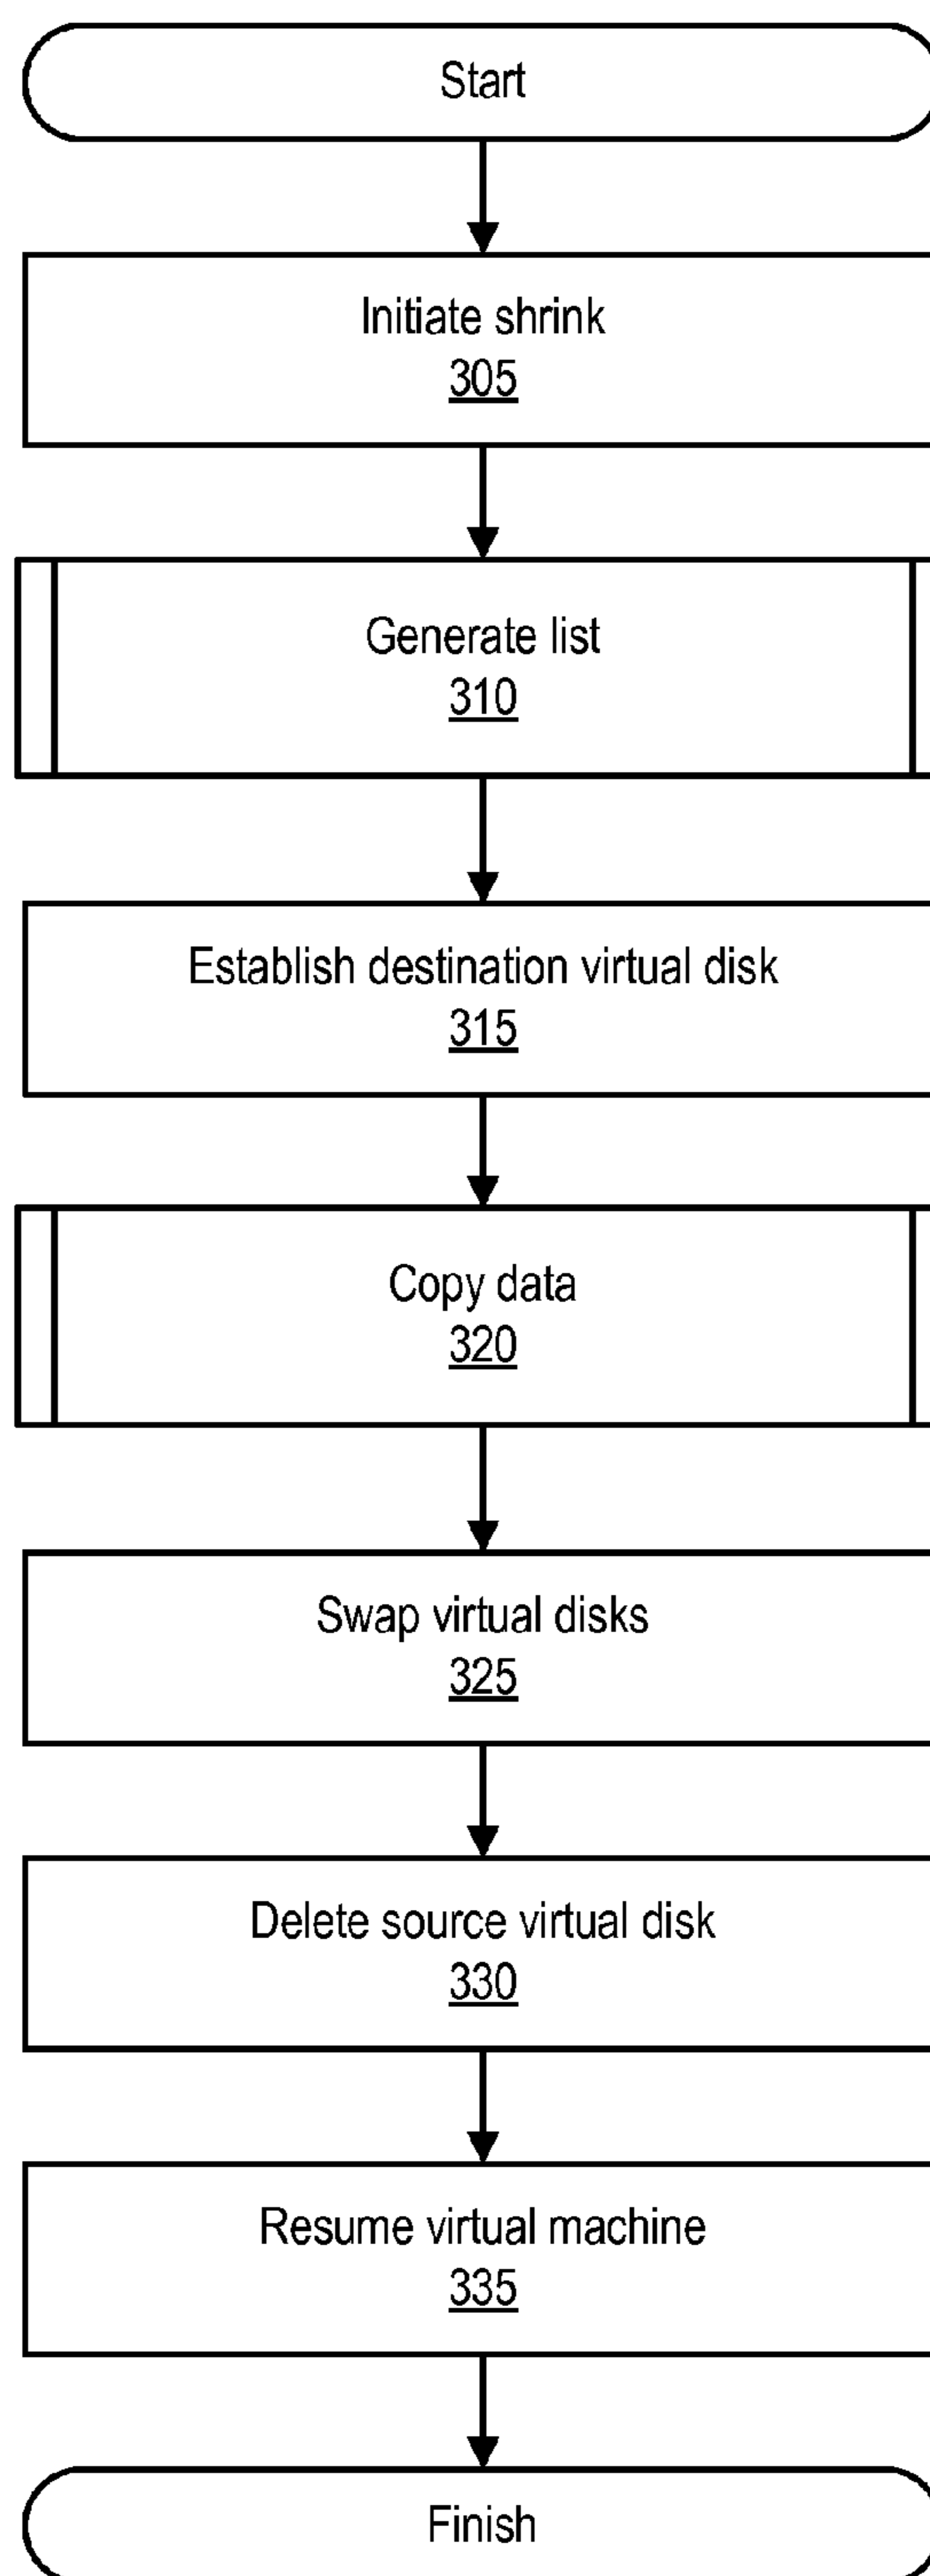 Start
Initiate shrink
305
Generate list
310
Establish destination virtual disk
315
Copy data
320
Swap virtual disks
325
Delete source virtual disk
330
Resume virtual machine
335
Finish